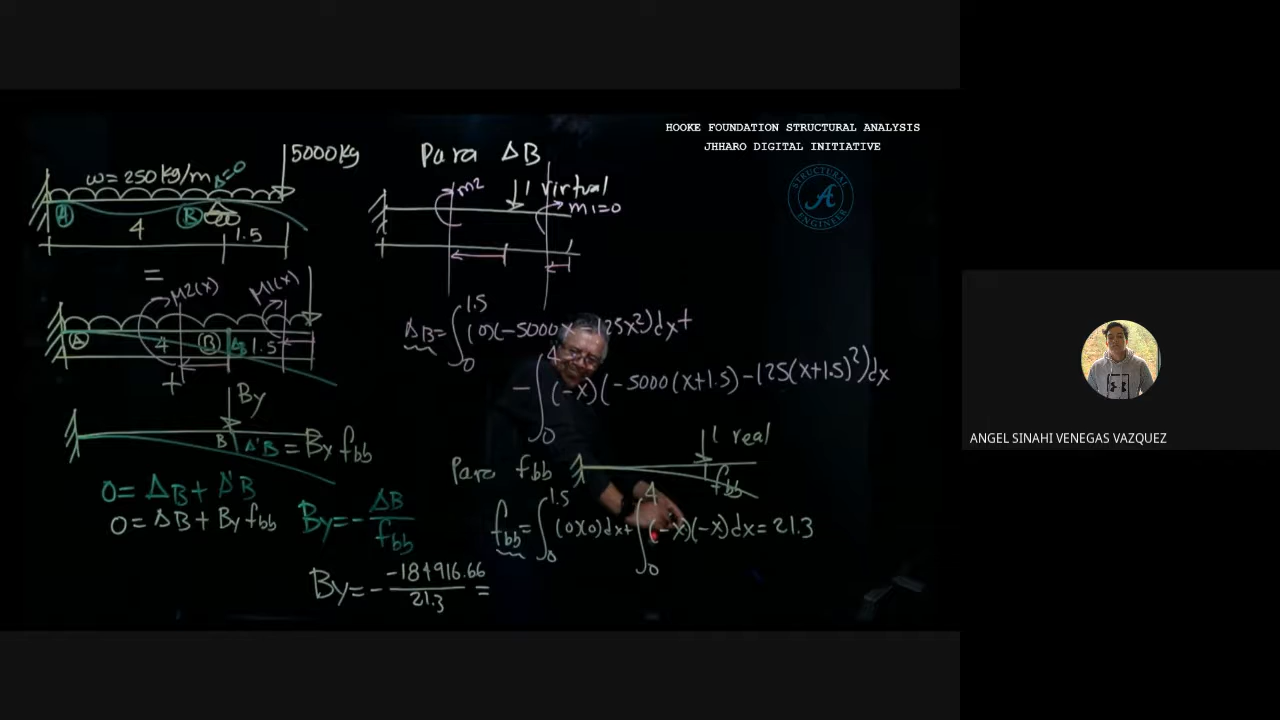 HOOKE FOUNDATION STRUCTURAL ANALYSIS
JHHARO DIGITAL INITIATIVE
STRUCTURAL
A
ENGINEER
5000kg
ω=250kg/m Δ=0
A B
4 1.5
=
M2(x) M1(x)
A 4 B ΔB 1.5
+
By
B Δ'B = By fbb
0= ΔB + Δ'B
0= ΔB + By fbb
By=- ΔB
fbb
By=- -184916.66 =
21.3
Para ΔB
m2 1 virtual
m1=0
ΔB= ∫ 0 1.5 (0)(-5000x-125x²)dx+
- ∫ 0 4 (-x)(-5000(x+1.5)-125(x+1.5)²)dx
1 real
Para fbb fbb
fbb= ∫ 0 1.5 (0)(0)dx+ ∫ 0 4 (-x)(-x)dx=21.3
ANGEL SINAHI VENEGAS VAZQUEZ